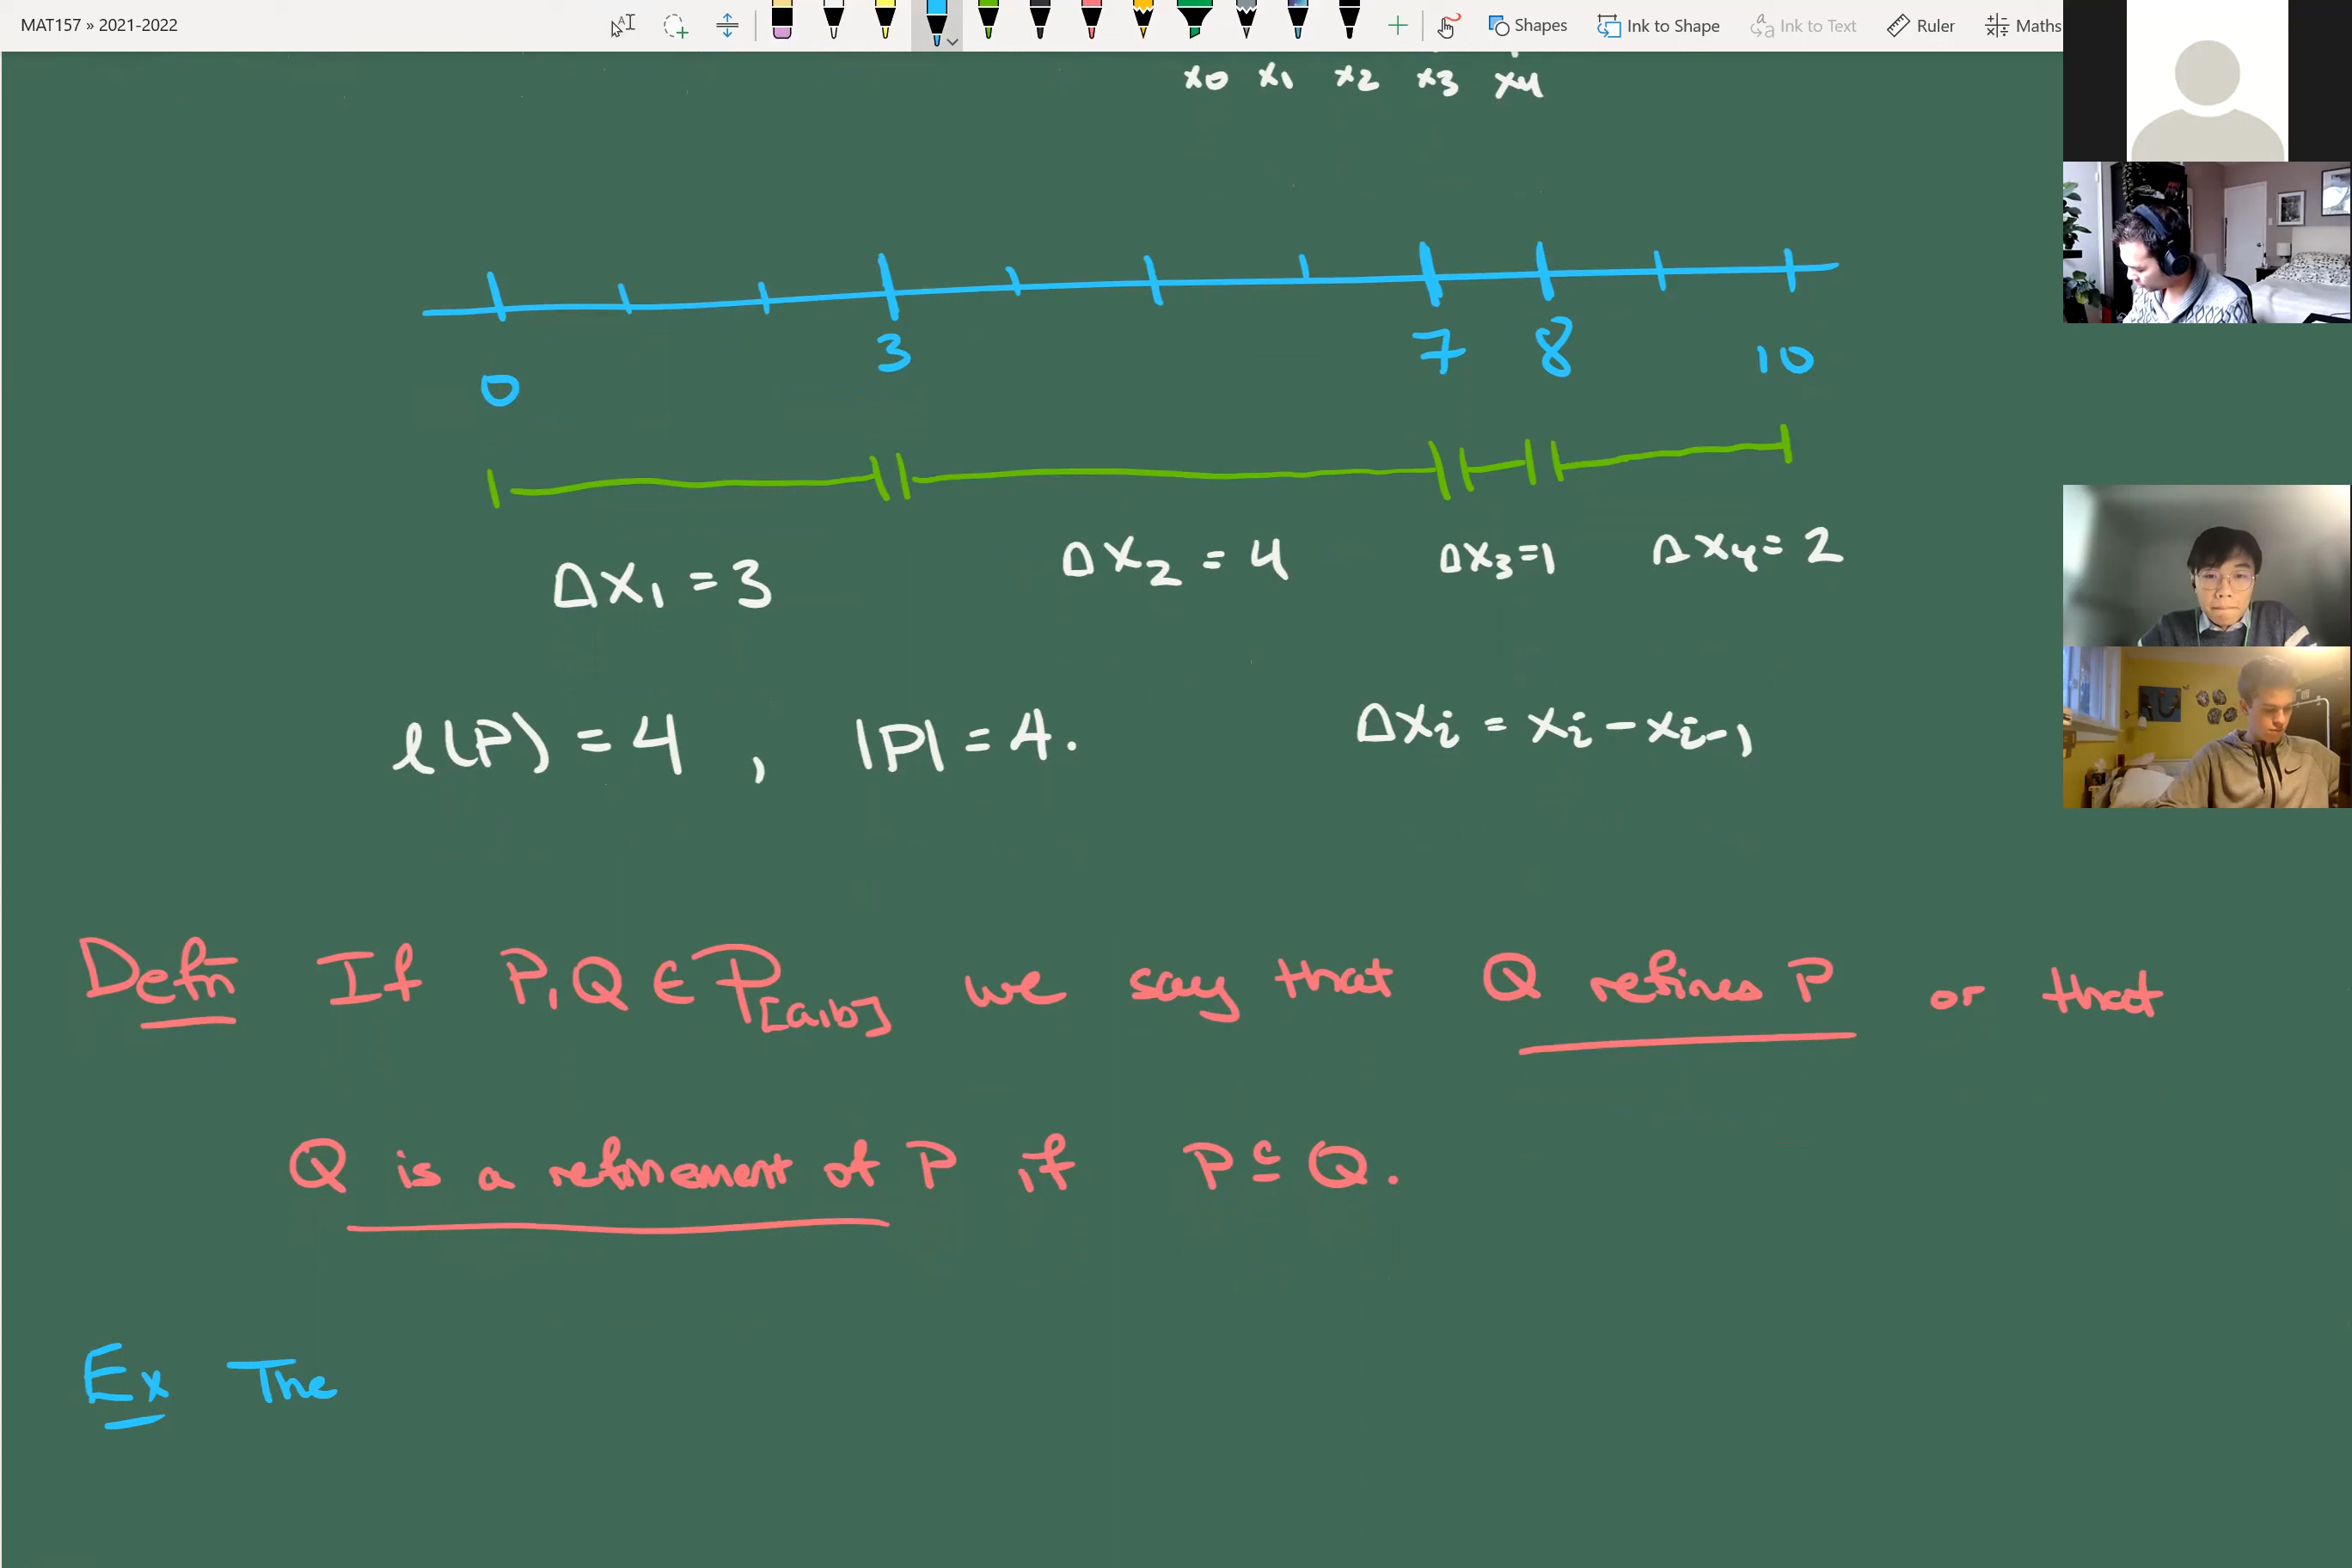 MAT157 » 2021-2022
Shapes
Ink to Shape
Ink to Text
Ruler
Maths
x0 x1 x2 x3 x4
0 3 7 8 10
Δx₁ = 3 Δx₂ = 4 Δx₃=1 Δx₄= 2
ℓ(P) = 4 , |P| = 4. Δxᵢ = xᵢ − xᵢ₋₁
Defn If P, Q ∈ P[a,b] we say that Q refines P or that
Q is a refinement of P if P ⊆ Q.
Ex The